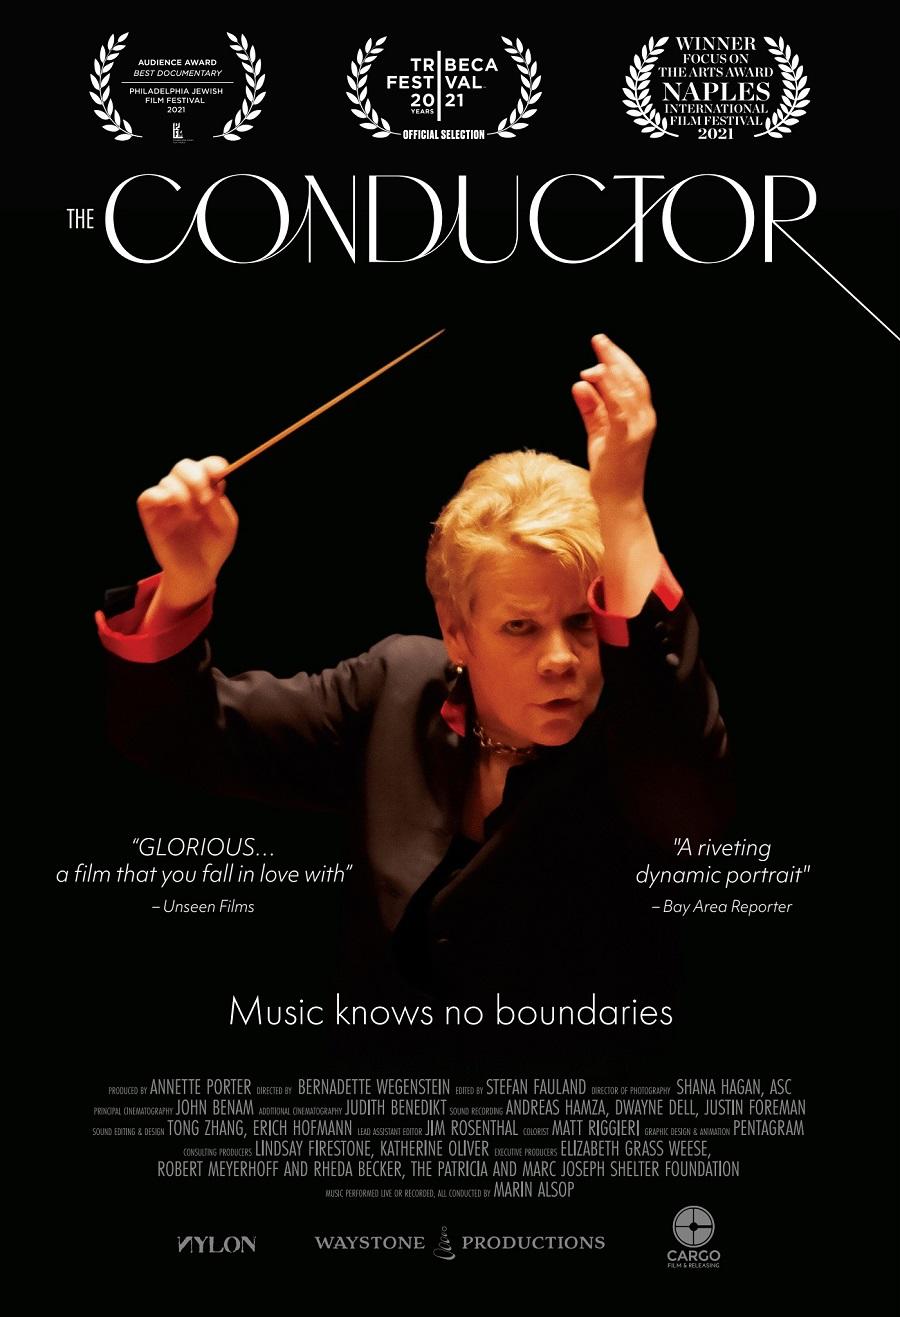 AUDIENCE AWARD
BEST DOCUMENTARY
PHILADELPHIA JEWISH
FILM FESTIVAL
2021
TRIBECA
FESTIVAL
20 21
YEARS
OFFICIAL SELECTION
WINNER
FOCUS ON
THE ARTS AWARD
NAPLES
INTERNATIONAL
FILM FESTIVAL
2021
THE CONDUCTOR
“GLORIOUS...
a film that you fall in love with”
– Unseen Films
"A riveting
dynamic portrait"
– Bay Area Reporter
Music knows no boundaries
PRODUCED BY ANNETTE PORTER DIRECTED BY BERNADETTE WEGENSTEIN EDITED BY STEFAN FAULAND DIRECTOR OF PHOTOGRAPHY SHANA HAGAN, ASC
PRINCIPAL CINEMATOGRAPHY JOHN BENAM ADDITIONAL CINEMATOGRAPHY JUDITH BENEDIKT SOUND RECORDING ANDREAS HAMZA, DWAYNE DELL, JUSTIN FOREMAN
SOUND EDITING & DESIGN TONG ZHANG, ERICH HOFMANN LEAD ASSISTANT EDITOR JIM ROSENTHAL COLORIST MATT RIGGIERI GRAPHIC DESIGN & ANIMATION PENTAGRAM
CONSULTING PRODUCERS LINDSAY FIRESTONE, KATHERINE OLIVER EXECUTIVE PRODUCERS ELIZABETH GRASS WEESE,
ROBERT MEYERHOFF AND RHEDA BECKER, THE PATRICIA AND MARC JOSEPH SHELTER FOUNDATION
MUSIC PERFORMED LIVE OR RECORDED, ALL CONDUCTED BY MARIN ALSOP
NYLON
WAYSTONE PRODUCTIONS
CARGO
FILM & RELEASING